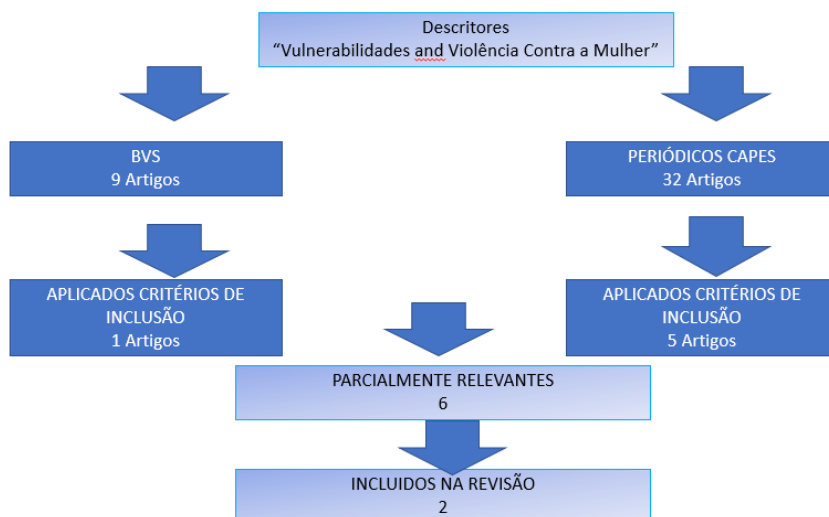 Descritores
“Vulnerabilidades and Violência Contra a Mulher”
BVS
9 Artigos
PERIÓDICOS CAPES
32 Artigos
APLICADOS CRITÉRIOS DE
INCLUSÃO
1 Artigos
APLICADOS CRITÉRIOS DE
INCLUSÃO
5 Artigos
PARCIALMENTE RELEVANTES
6
INCLUIDOS NA REVISÃO
2